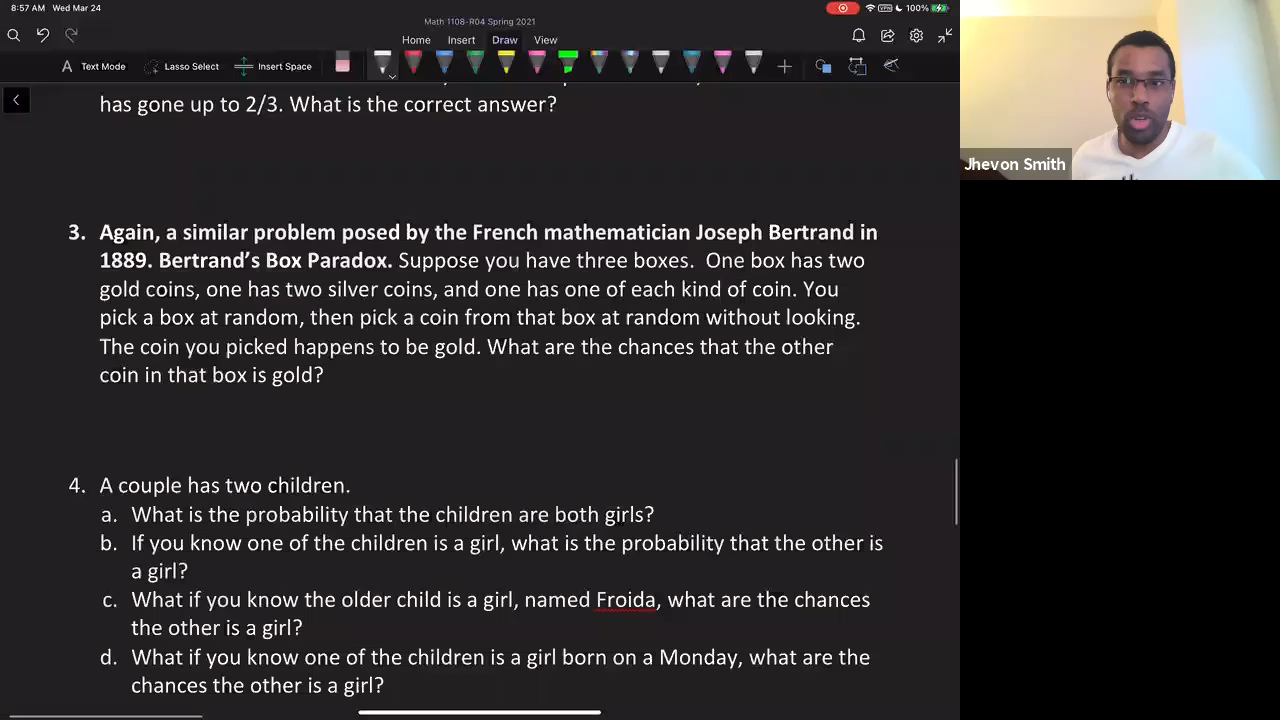 8:57 AM Wed Mar 24
VPN 100%
Math 1108-R04 Spring 2021
Home Insert Draw View
A Text Mode Lasso Select Insert Space
has gone up to 2/3. What is the correct answer?
3. Again, a similar problem posed by the French mathematician Joseph Bertrand in
1889. Bertrand's Box Paradox. Suppose you have three boxes. One box has two
gold coins, one has two silver coins, and one has one of each kind of coin. You
pick a box at random, then pick a coin from that box at random without looking.
The coin you picked happens to be gold. What are the chances that the other
coin in that box is gold?
4. A couple has two children.
a. What is the probability that the children are both girls?
b. If you know one of the children is a girl, what is the probability that the other is
a girl?
c. What if you know the older child is a girl, named Froida, what are the chances
the other is a girl?
d. What if you know one of the children is a girl born on a Monday, what are the
chances the other is a girl?
Jhevon Smith